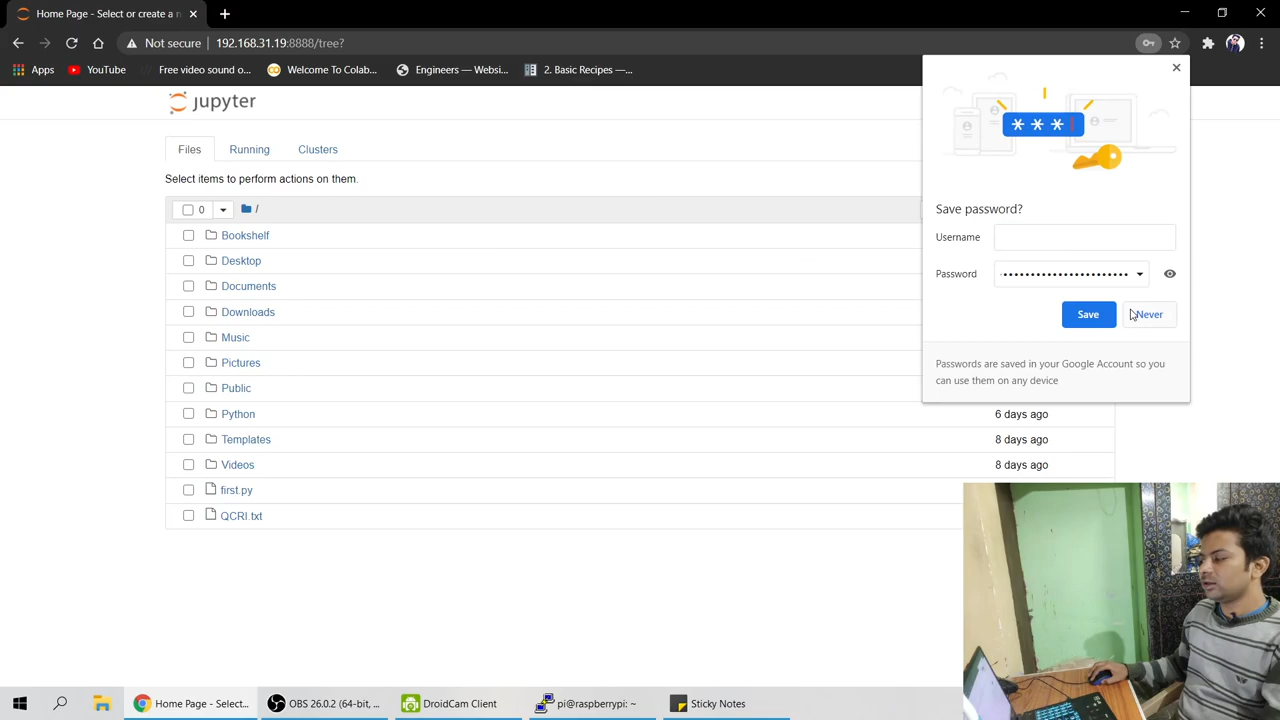 Home Page - Select or create a n
Not secure
192.168.31.19:8888/tree?
Apps
YouTube
Free video sound o...
Welcome To Colab...
Engineers — Websi...
2. Basic Recipes —...
jupyter
Files
Running
Clusters
Select items to perform actions on them.
0
/
Bookshelf
Desktop
Documents
Downloads
Music
Pictures
Public
Python
6 days ago
Templates
8 days ago
Videos
8 days ago
first.py
QCRI.txt
* * *
Save password?
Username
Password
Save
Never
Passwords are saved in your Google Account so you
can use them on any device
Home Page - Select...
OBS 26.0.2 (64-bit, ...
DroidCam Client
pi@raspberrypi: ~
Sticky Notes